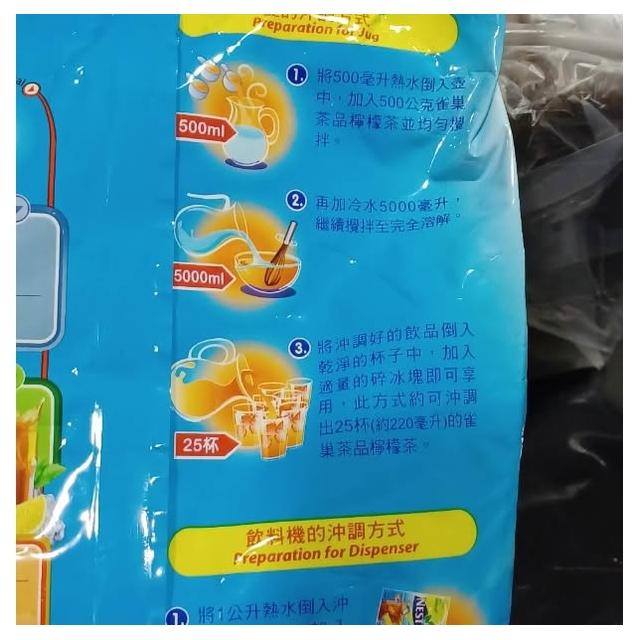 的沖調方式
Preparation for Jug
1. 將500毫升熱水倒入壺
中，加入500公克雀巢
茶品檸檬茶並均勻攪
拌。
500ml
2. 再加冷水5000毫升，
繼續攪拌至完全溶解。
5000ml
3. 將沖調好的飲品倒入
乾淨的杯子中，加入
適量的碎冰塊即可享
用，此方式約可沖調
出25杯(約220毫升)的雀
巢茶品檸檬茶。
25杯
飲料機的沖調方式
Preparation for Dispenser
1. 將1公升熱水倒入沖
NEST